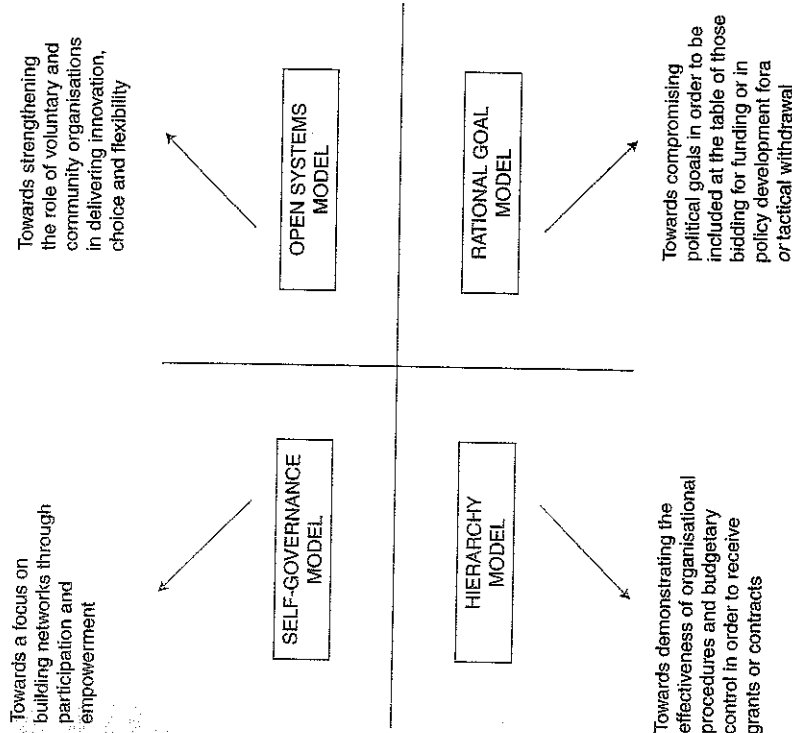 Towards a focus on
building networks through
participation and
empowerment
Towards strengthening
the role of voluntary and
community organisations
in delivering innovation,
choice and flexibility
SELF-GOVERNANCE
MODEL
OPEN SYSTEMS
MODEL
HIERARCHY
MODEL
RATIONAL GOAL
MODEL
Towards demonstrating the
effectiveness of organisational
procedures and budgetary
control in order to receive
grants or contracts
Towards compromising
political goals in order to be
included at the table of those
bidding for funding or in
policy development fora
or tactical withdrawal